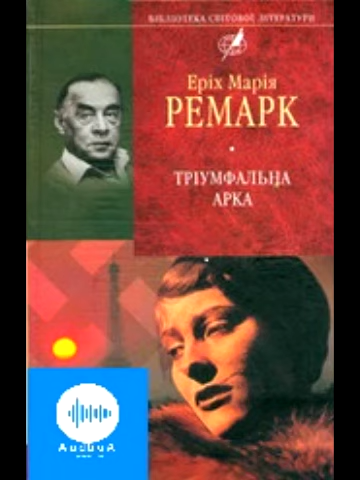 БІБЛІОТЕКА СВІТОВОЇ ЛІТЕРАТУРИ
Еріх Марія
РЕМАРК
ТРІУМФАЛЬНА
АРКА